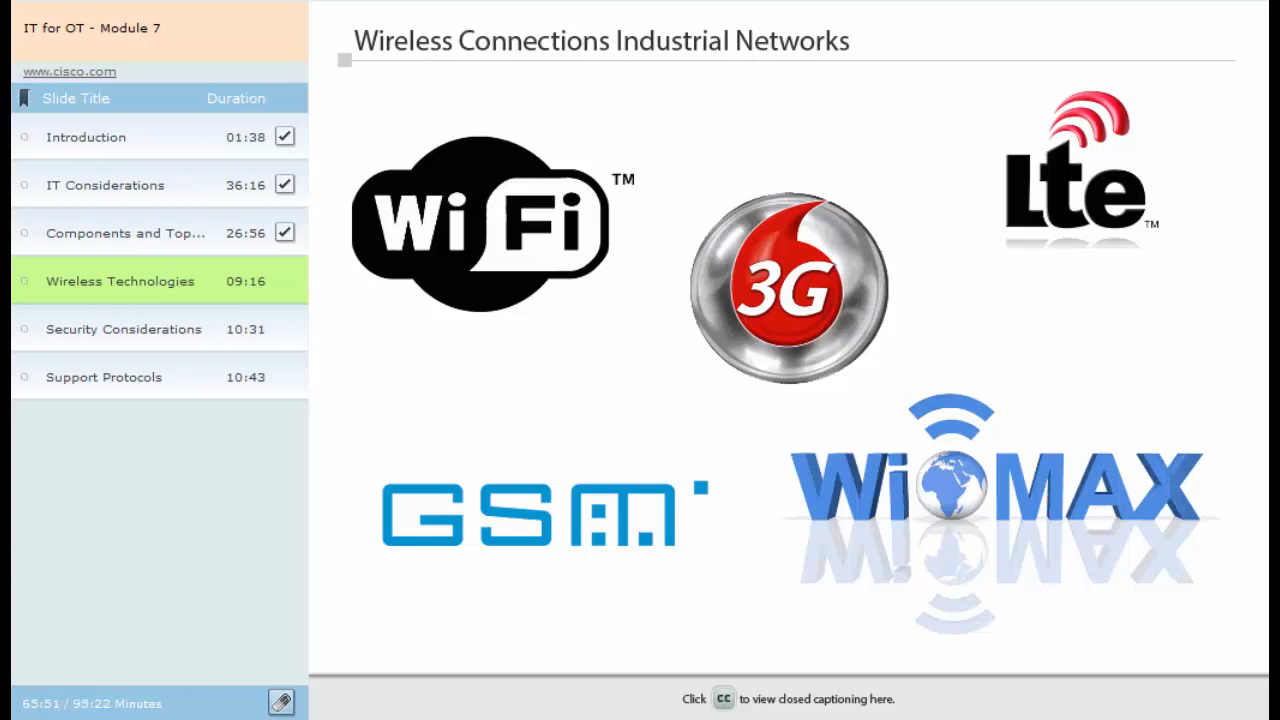 IT for OT - Module 7
www.cisco.com
Slide Title Duration
Introduction 01:38
IT Considerations 36:16
Components and Top... 26:56
Wireless Technologies 09:16
Security Considerations 10:31
Support Protocols 10:43
65:51 / 95:22 Minutes
Wireless Connections Industrial Networks
WiFi TM
3G
Lte TM
GSM
WiMAX
Click CC to view closed captioning here.